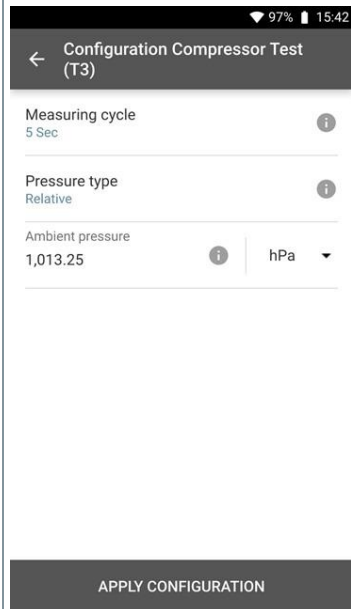 97% 15:42
Configuration Compressor Test
(T3)
Measuring cycle
5 Sec
Pressure type
Relative
Ambient pressure
1,013.25 hPa
APPLY CONFIGURATION